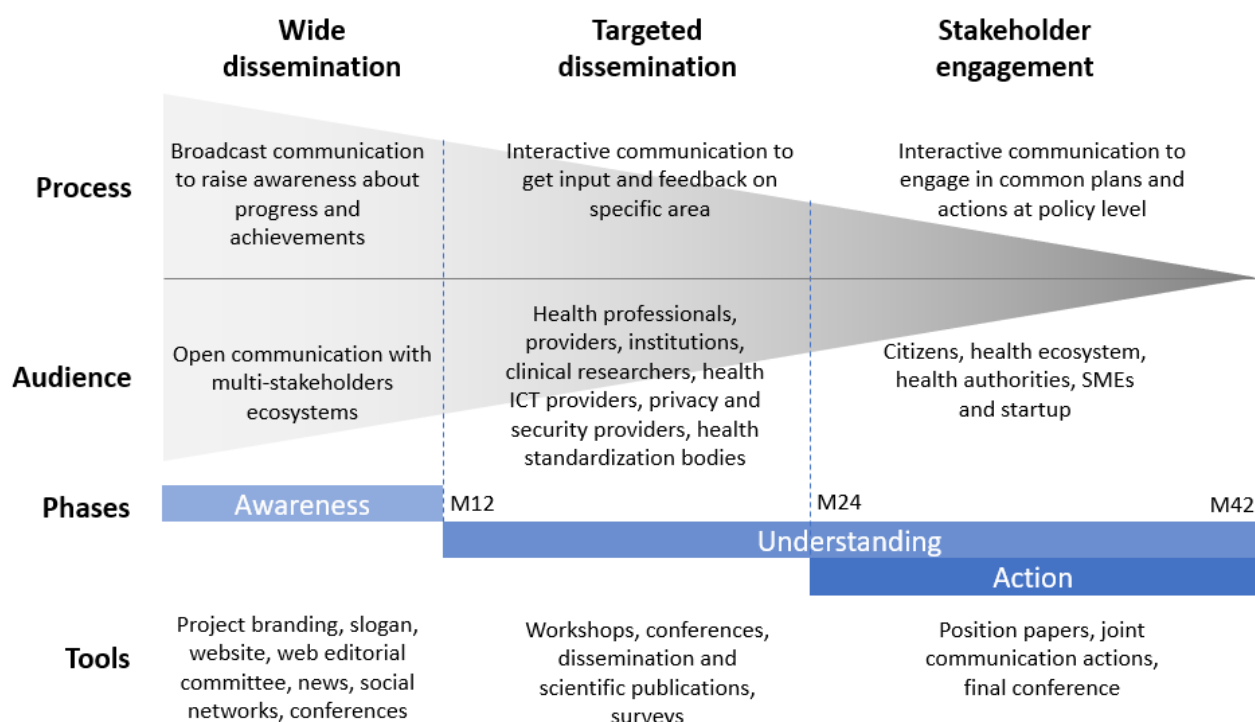 Wide
dissemination
Targeted
dissemination
Stakeholder
engagement
Process
Broadcast communication
to raise awareness about
progress and
achievements
Interactive communication to
get input and feedback on
specific area
Interactive communication to
engage in common plans and
actions at policy level
Audience
Open communication with
multi-stakeholders
ecosystems
Health professionals,
providers, institutions,
clinical researchers, health
ICT providers, privacy and
security providers, health
standardization bodies
Citizens, health ecosystem,
health authorities, SMEs
and startup
Phases
Awareness
M12
M24
M42
Understanding
Action
Tools
Project branding, slogan,
website, web editorial
committee, news, social
networks, conferences
Workshops, conferences,
dissemination and
scientific publications,
surveys
Position papers, joint
communication actions,
final conference